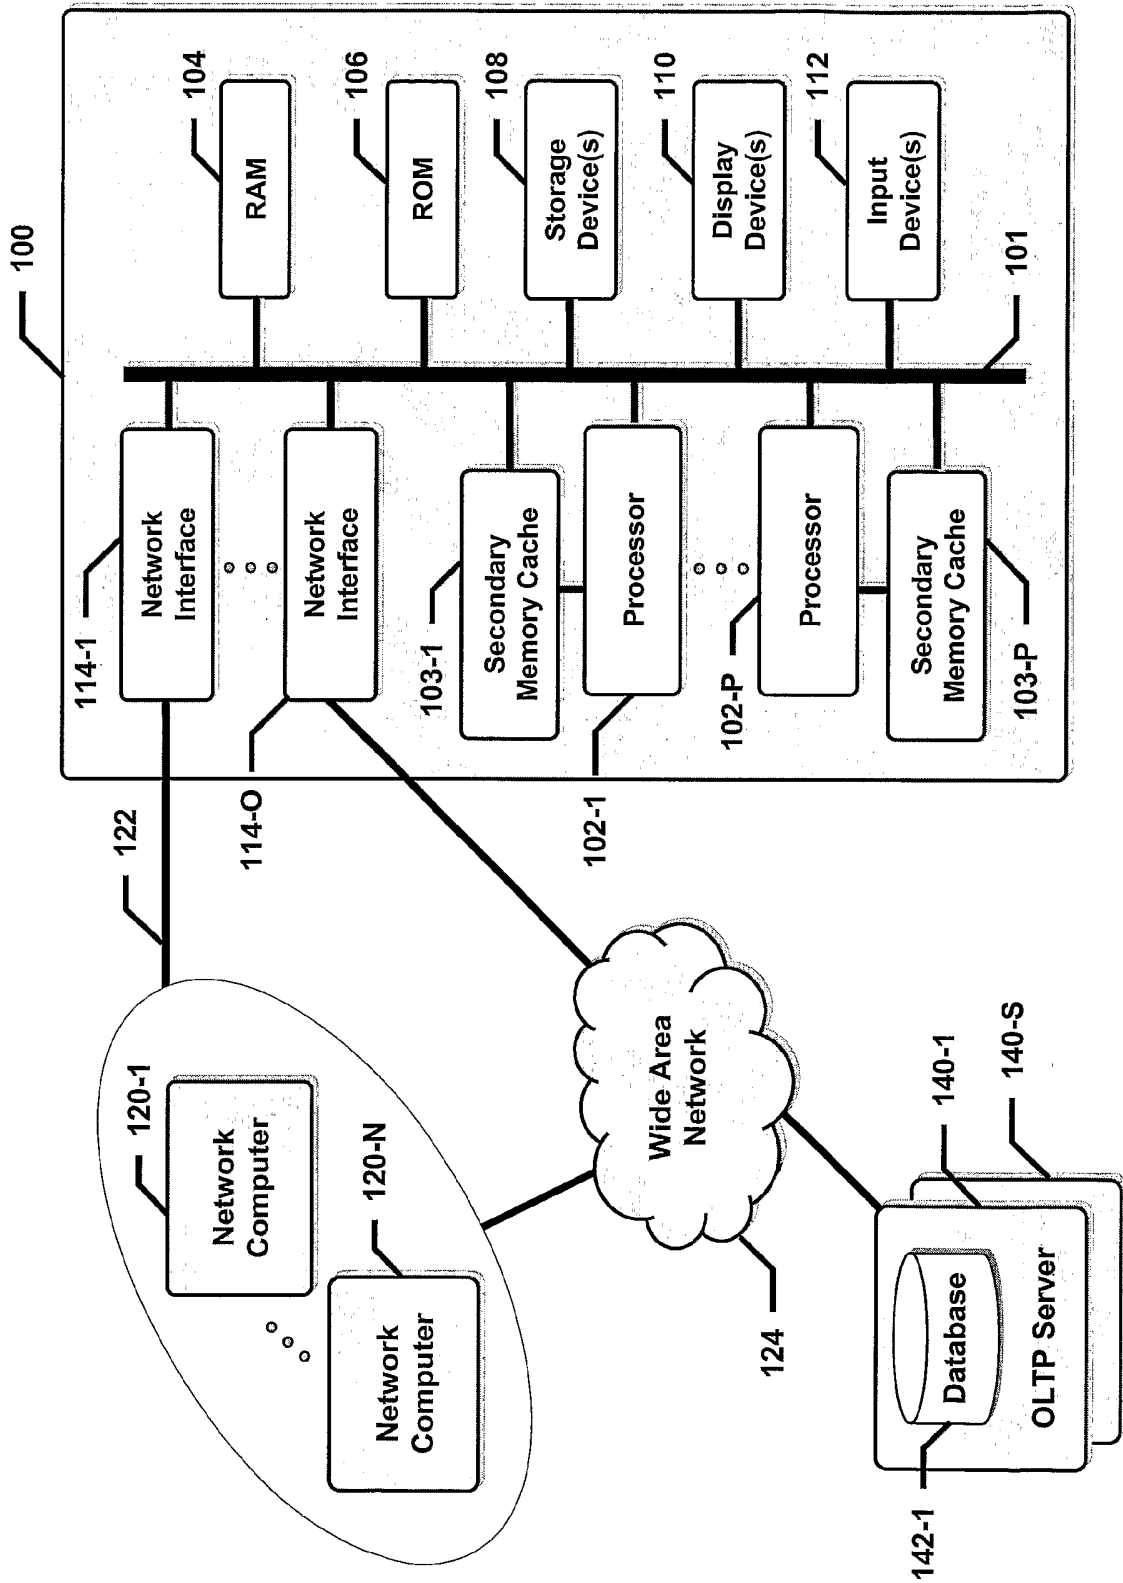 100
104
RAM
106
ROM
108
Storage
Device(s)
110
Display
Device(s)
112
Input
Device(s)
101
114-1
Network
Interface
114-O
Network
Interface
103-1
Secondary
Memory Cache
102-1
Processor
102-P
Processor
103-P
Secondary
Memory Cache
122
120-1
Network
Computer
120-N
Network
Computer
Wide Area
Network
124
140-1
140-S
Database
OLTP Server
142-1